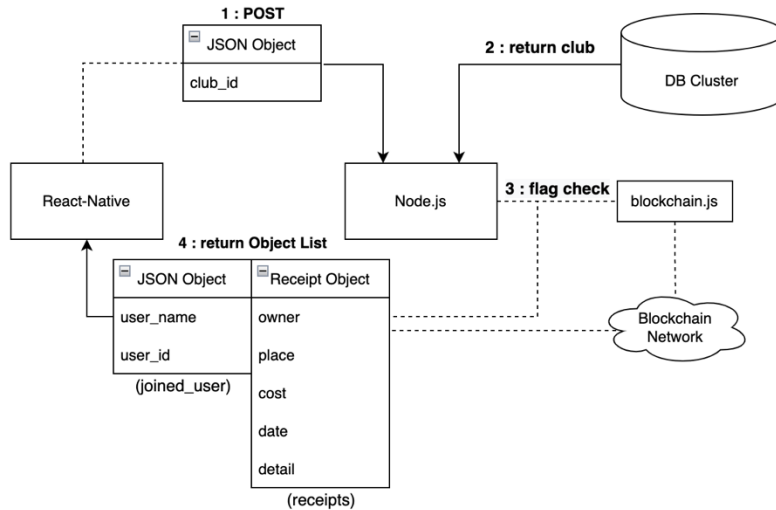 1 : POST
JSON Object
club_id
2 : return club
DB Cluster
React-Native
Node.js
3 : flag check
blockchain.js
4 : return Object List
JSON Object
Receipt Object
user_name
owner
user_id
place
(joined_user)
cost
date
detail
(receipts)
Blockchain
Network